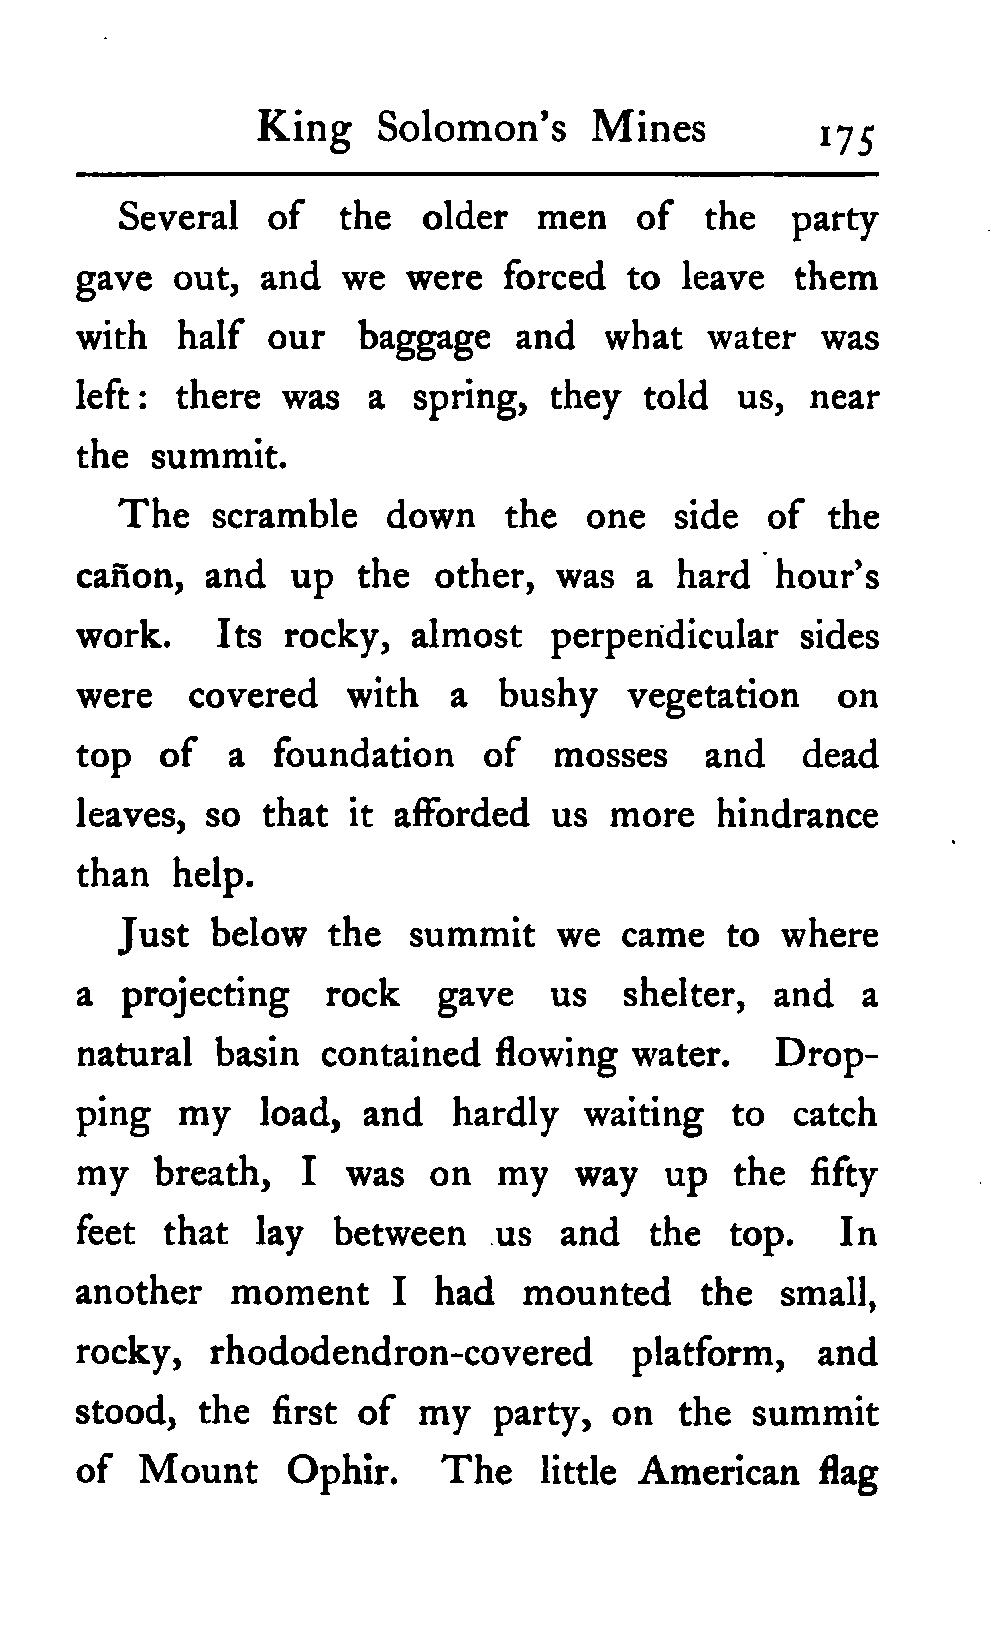 King Solomon's Mines 175
Several of the older men of the party
gave out, and we were forced to leave them
with half our baggage and what water was
left: there was a spring, they told us, near
the summit.
The scramble down the one side of the
cañon, and up the other, was a hard hour's
work. Its rocky, almost perpendicular sides
were covered with a bushy vegetation on
top of a foundation of mosses and dead
leaves, so that it afforded us more hindrance
than help.
Just below the summit we came to where
a projecting rock gave us shelter, and a
natural basin contained flowing water. Drop-
ping my load, and hardly waiting to catch
my breath, I was on my way up the fifty
feet that lay between us and the top. In
another moment I had mounted the small,
rocky, rhododendron-covered platform, and
stood, the first of my party, on the summit
of Mount Ophir. The little American flag